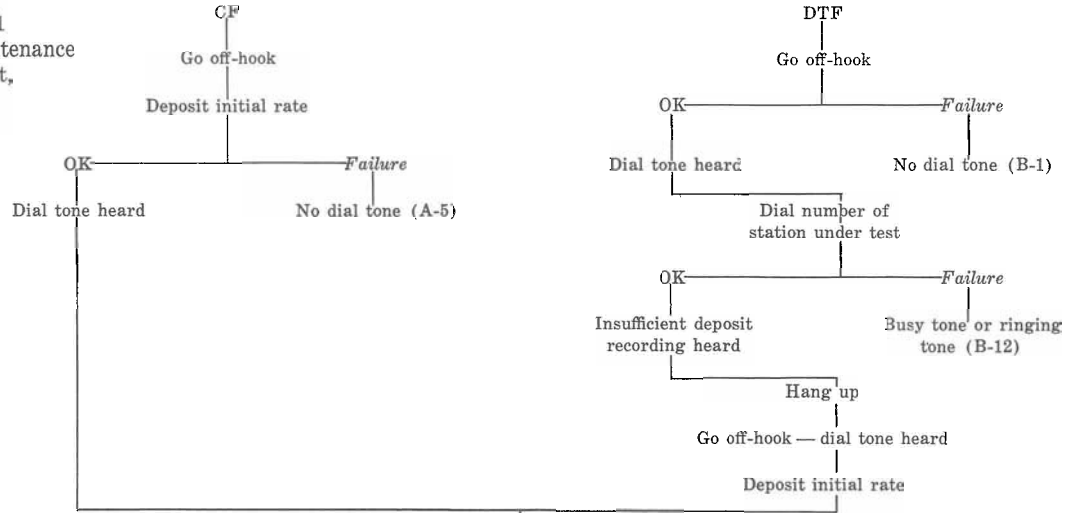 tenance
t,
CF
Go off-hook
Deposit initial rate
OK
Failure
Dial tone heard
No dial tone (A-5)
DTF
Go off-hook
OK
Failure
Dial tone heard
No dial tone (B-1)
Dial number of
station under test
OK
Failure
Insufficient deposit
recording heard
Busy tone or ringing
tone (B-12)
Hang up
Go off-hook — dial tone heard
Deposit initial rate